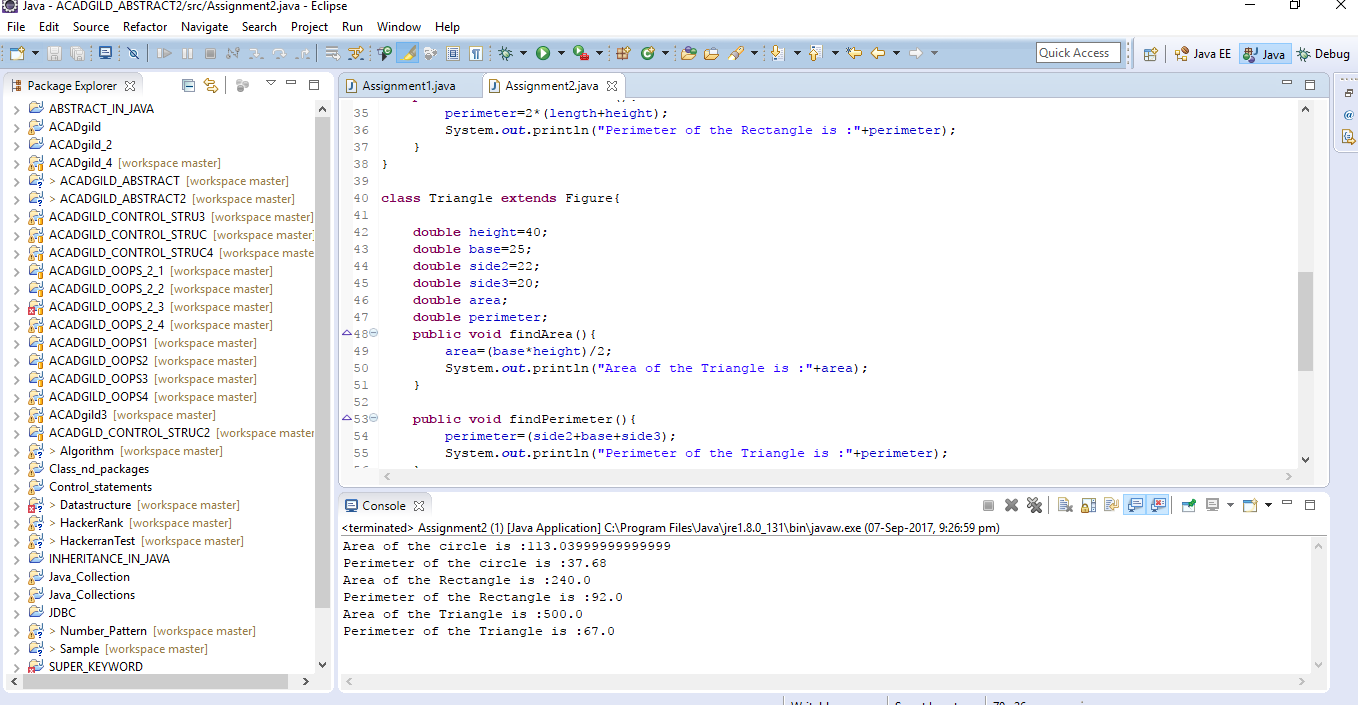 Java - ACADGILD_ABSTRACT2/src/Assignment2.java - Eclipse
File Edit Source Refactor Navigate Search Project Run Window Help
Quick Access Java EE Java Debug
Package Explorer
ABSTRACT_IN_JAVA
ACADgild
ACADgild_2
ACADgild_4 [workspace master]
> ACADGILD_ABSTRACT [workspace master]
> ACADGILD_ABSTRACT2 [workspace master]
ACADGILD_CONTROL_STRU3 [workspace master]
ACADGILD_CONTROL_STRUC [workspace master]
ACADGILD_CONTROL_STRUC4 [workspace maste
ACADGILD_OOPS_2_1 [workspace master]
ACADGILD_OOPS_2_2 [workspace master]
ACADGILD_OOPS_2_3 [workspace master]
ACADGILD_OOPS_2_4 [workspace master]
ACADGILD_OOPS1 [workspace master]
ACADGILD_OOPS2 [workspace master]
ACADGILD_OOPS3 [workspace master]
ACADGILD_OOPS4 [workspace master]
ACADgild3 [workspace master]
ACADGLD_CONTROL_STRUC2 [workspace master
> Algorithm [workspace master]
Class_nd_packages
Control_statements
> Datastructure [workspace master]
> HackerRank [workspace master]
> HackerranTest [workspace master]
INHERITANCE_IN_JAVA
Java_Collection
Java_Collections
JDBC
> Number_Pattern [workspace master]
> Sample [workspace master]
SUPER_KEYWORD
Assignment1.java Assignment2.java
35 perimeter=2*(length+height);
36 System.out.println("Perimeter of the Rectangle is :"+perimeter);
37 }
38 }
39
40 class Triangle extends Figure{
41
42 double height=40;
43 double base=25;
44 double side2=22;
45 double side3=20;
46 double area;
47 double perimeter;
48 public void findArea(){
49 area=(base*height)/2;
50 System.out.println("Area of the Triangle is :"+area);
51 }
52
53 public void findPerimeter(){
54 perimeter=(side2+base+side3);
55 System.out.println("Perimeter of the Triangle is :"+perimeter);
Console
<terminated> Assignment2 (1) [Java Application] C:\Program Files\Java\jre1.8.0_131\bin\javaw.exe (07-Sep-2017, 9:26:59 pm)
Area of the circle is :113.03999999999999
Perimeter of the circle is :37.68
Area of the Rectangle is :240.0
Perimeter of the Rectangle is :92.0
Area of the Triangle is :500.0
Perimeter of the Triangle is :67.0